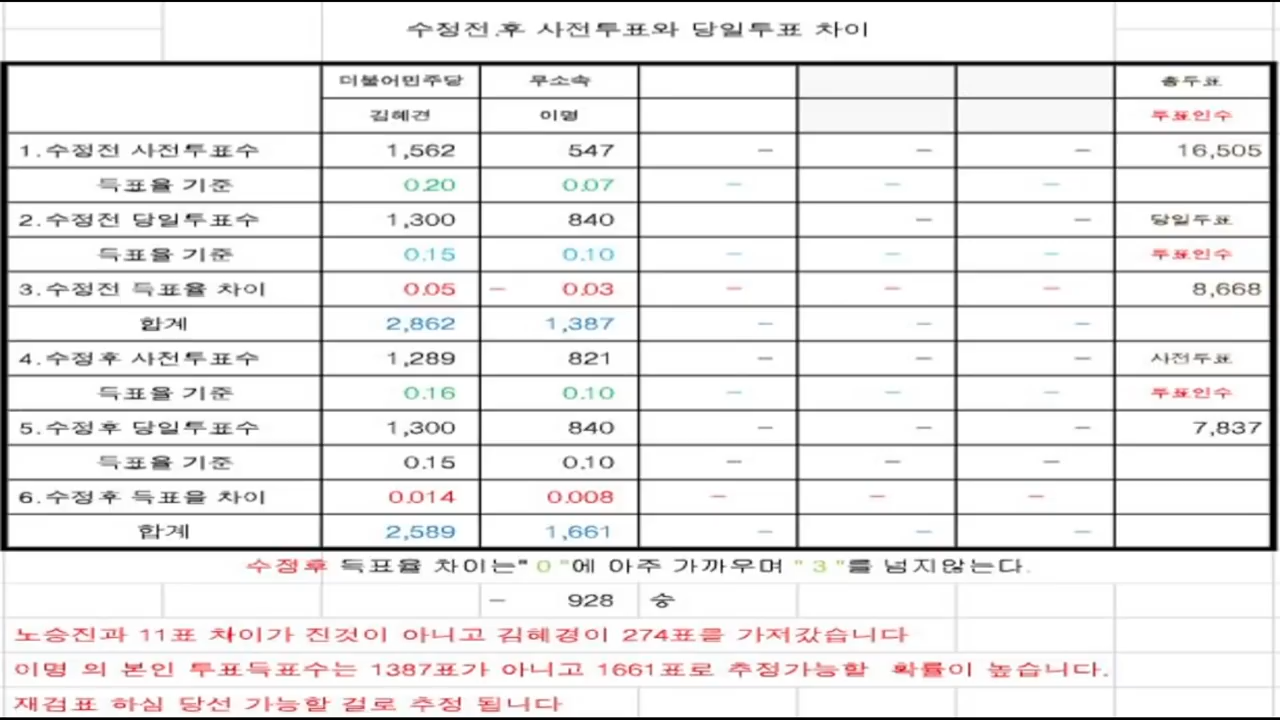 수정전.후 사전투표와 당일투표 차이
더불어민주당 무소속 총투표
김혜견 이명 투표인수
1.수정전 사전투표수 1,562 547 - - - 16,505
득표율 기준 0.20 0.07 - - -
2.수정전 당일투표수 1,300 840 - - 당일투표
득표율 기준 0.15 0.10 - - - 투표인수
3.수정전 득표율 차이 0.05 - 0.03 - - - 8,668
합계 2,862 1,387 - - -
4.수정후 사전투표수 1,289 821 - - - 사전투표
득표율 기준 0.16 0.10 - - - 투표인수
5.수정후 당일투표수 1,300 840 - - - 7,837
득표율 기준 0.15 0.10 - - -
6.수정후 득표율 차이 0.014 0.008 - - -
합계 2,589 1,661 - - -
수정후 득표율 차이는"0"에 아주 가까우며 "3"를 넘지않는다.
- 928 승
노승진과 11표 차이가 진것이 아니고 김혜경이 274표를 가저갔습니다
이명 의 본인 투표득표수는 1387표가 아니고 1661표로 추정가능할 확률이 높습니다.
재검표 하심 당선 가능할 걸로 추정 됩니다